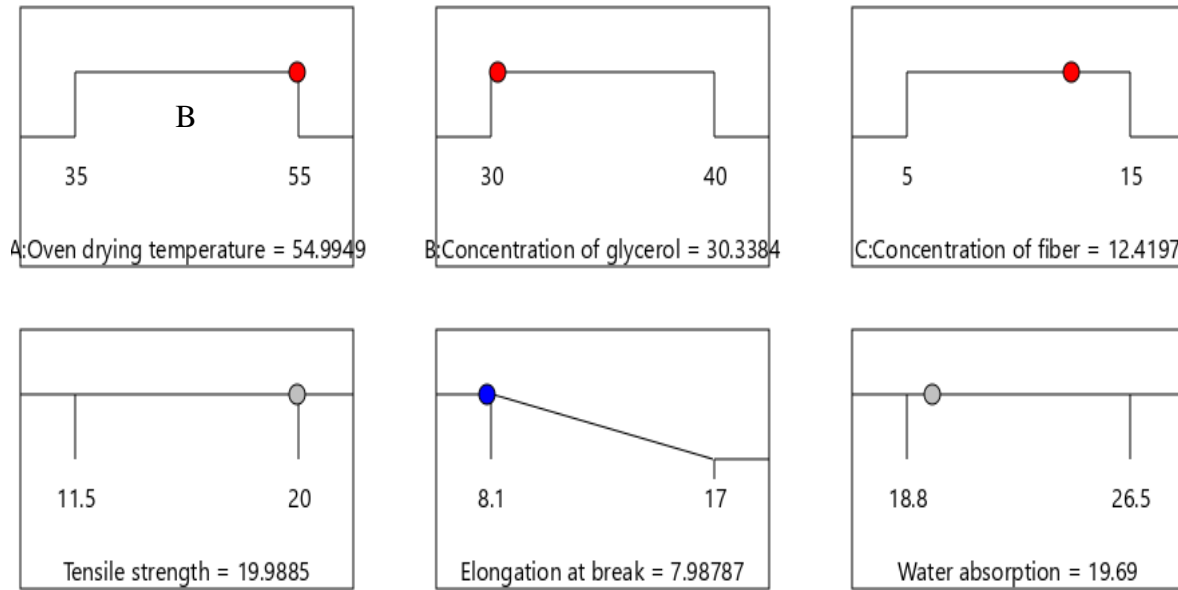 B
35 55
A:Oven drying temperature = 54.9949
30 40
B:Concentration of glycerol = 30.3384
5 15
C:Concentration of fiber = 12.4197
11.5 20
Tensile strength = 19.9885
8.1 17
Elongation at break = 7.98787
18.8 26.5
Water absorption = 19.69